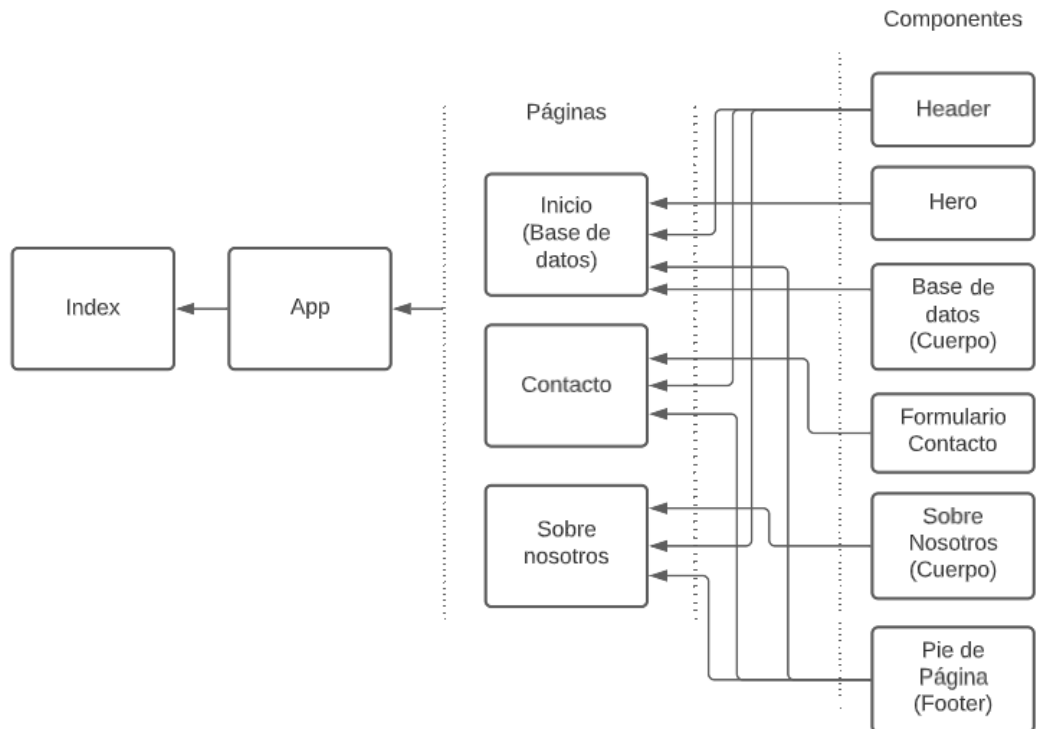 Componentes
Páginas
Header
Hero
Inicio
(Base de
datos)
Base de
datos
(Cuerpo)
Index
App
Contacto
Formulario
Contacto
Sobre
nosotros
Sobre
Nosotros
(Cuerpo)
Pie de
Página
(Footer)